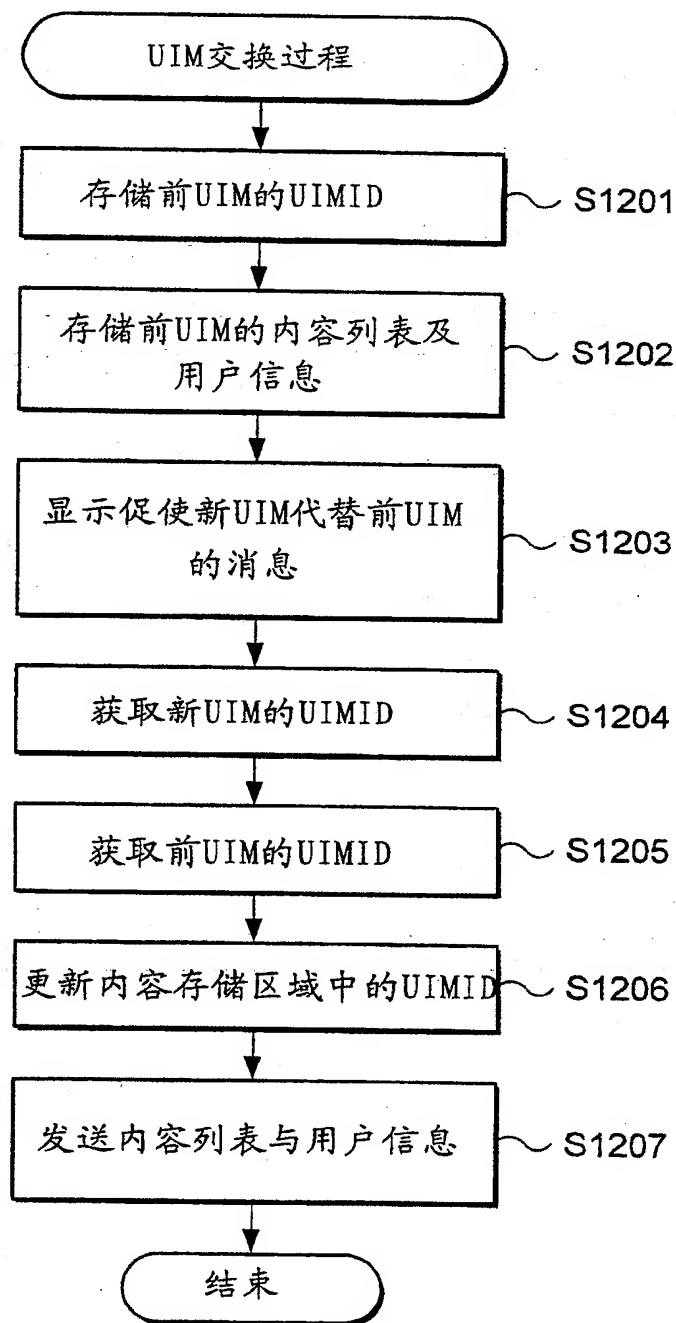 UIM交换过程
存储前UIM的UIMID
S1201
存储前UIM的内容列表及
用户信息
S1202
显示促使新UIM代替前UIM
的消息
S1203
获取新UIM的UIMID
S1204
获取前UIM的UIMID
S1205
更新内容存储区域中的UIMID
S1206
发送内容列表与用户信息
S1207
结束